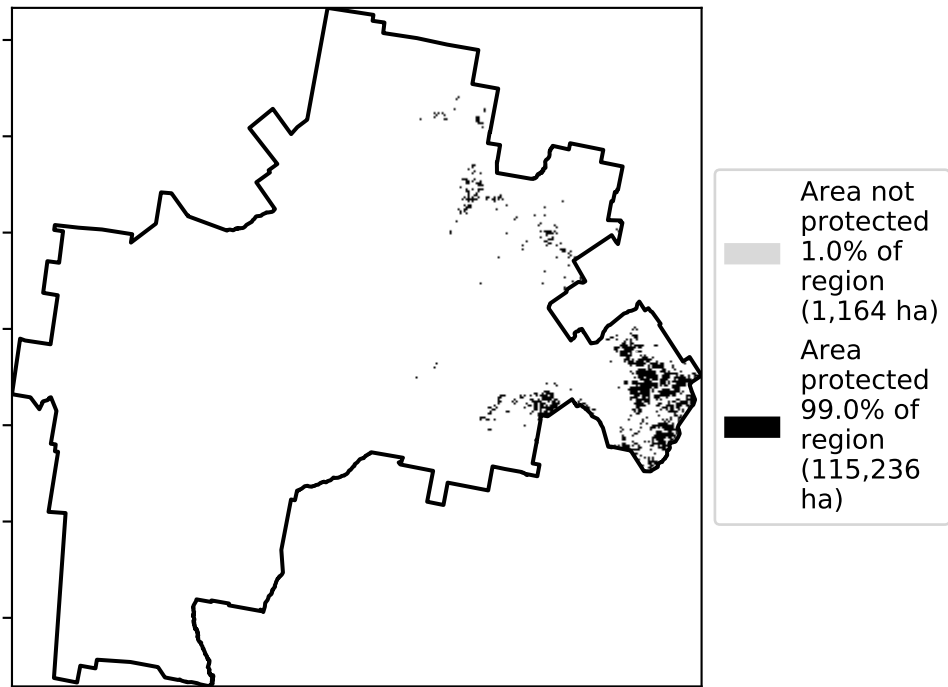 Area not
protected
1.0% of
region
(1,164 ha)
Area
protected
99.0% of
region
(115,236
ha)